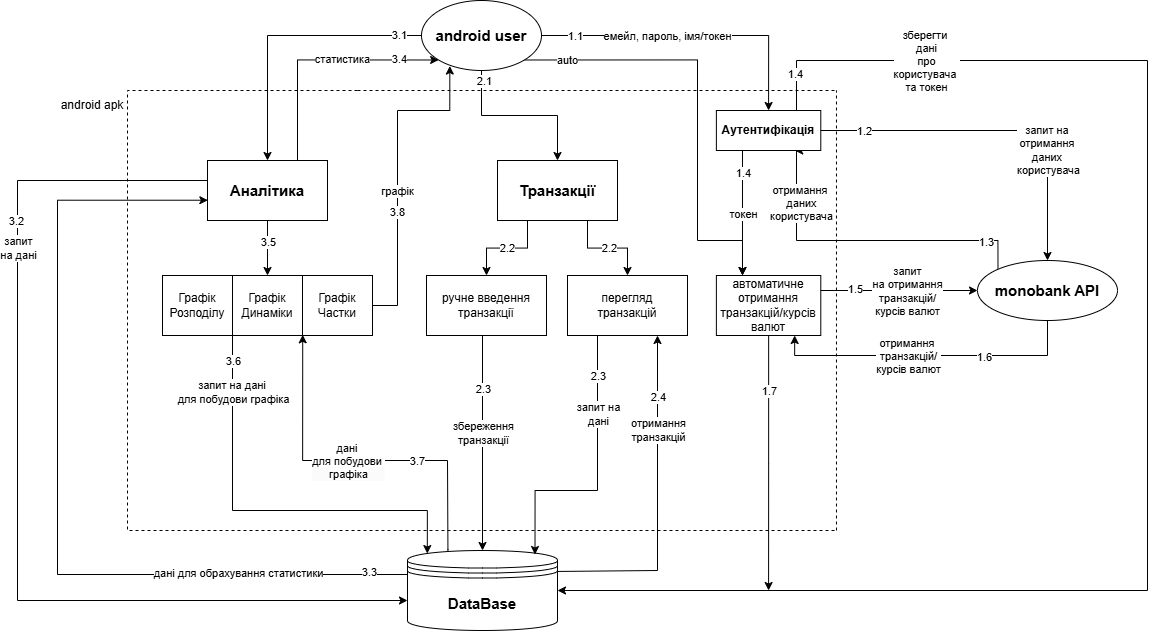 android user
3.1
1.1
емейл, пароль, імя/токен
статистика
3.4
auto
2.1
зберегти
дані
про
користувача
та токен
1.4
android apk
Аутентифікація
1.2
запит на
отримання
даних
користувача
Аналітика
Транзакції
графік
3.8
1.4
токен
отримання
даних
користувача
3.2
запит
на дані
3.5
2.2
2.2
1.3
Графік
Розподілу
Графік
Динаміки
Графік
Частки
ручне введення
транзакції
перегляд
транзакцій
автоматичне
отримання
транзакцій/курсів
валют
1.5
запит
на отримання
транзакцій/
курсів валют
monobank API
отримання
транзакцій/
курсів валют
1.6
3.6
запит на дані
для побудови графіка
2.3
збереження
транзакції
2.3
запит на
дані
2.4
отримання
транзакцій
1.7
дані
для побудови
графіка
3.7
дані для обрахування статистики
3.3
DataBase